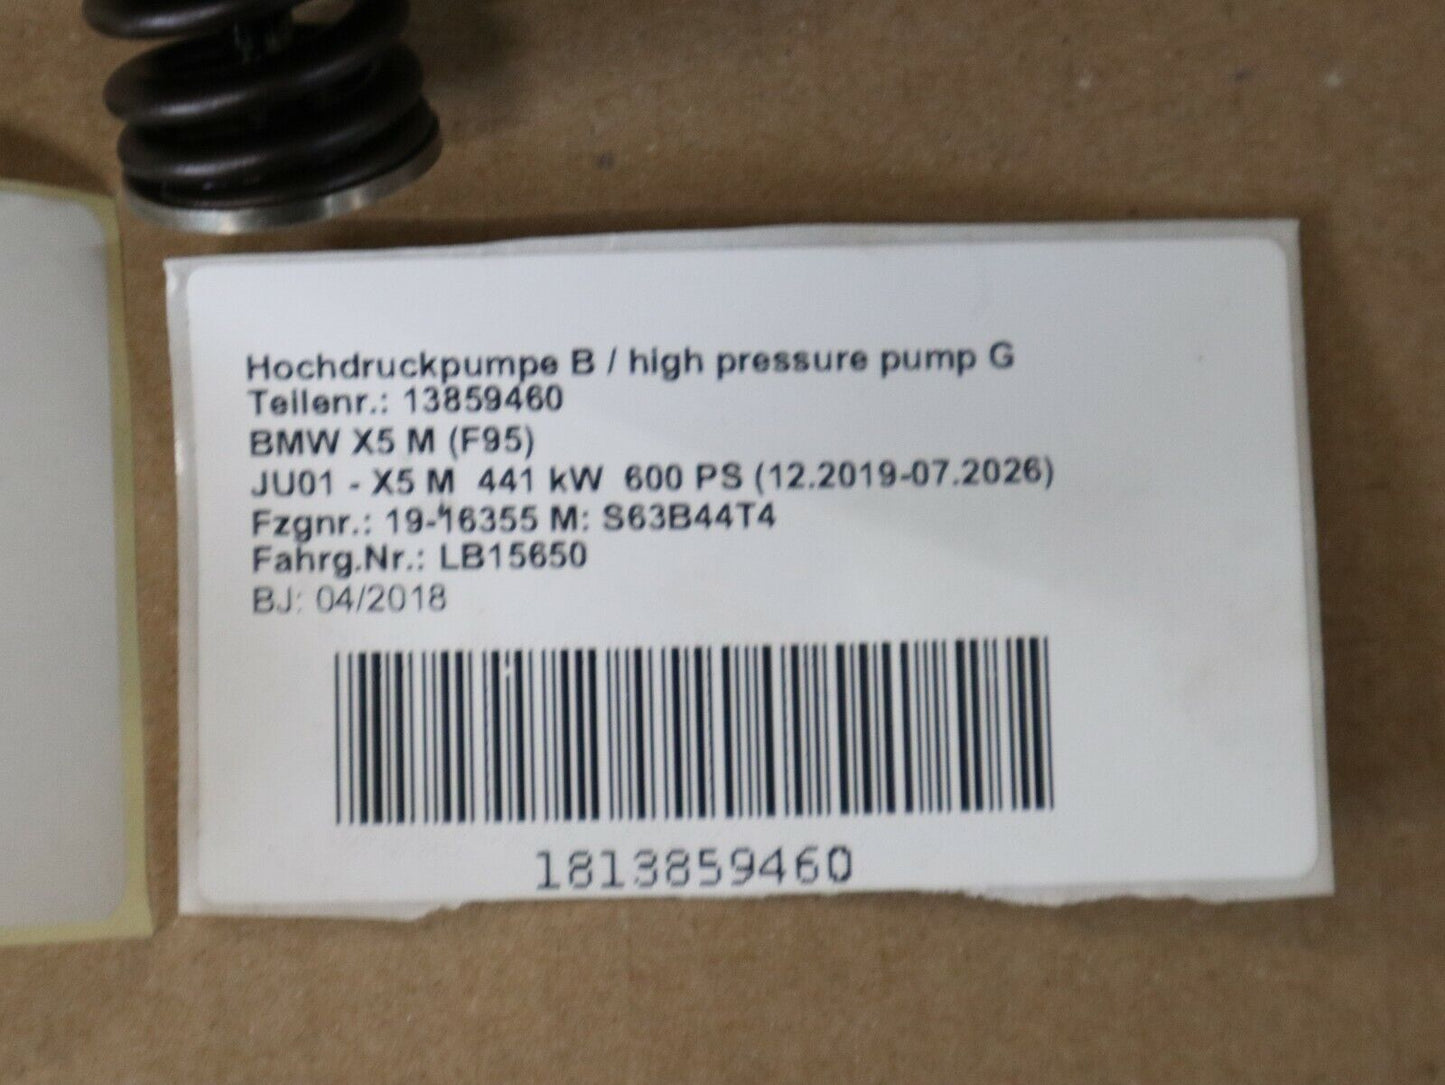 Hochdruckpumpe B / high pressure pump G
Teilenr.: 13859460
BMW X5 M (F95)
JU01 - X5 M 441 kW 600 PS (12.2019-07.2026)
Fzgnr.: 19-16355 M: S63B44T4
Fahrg.Nr.: LB15650
BJ: 04/2018
1813859460